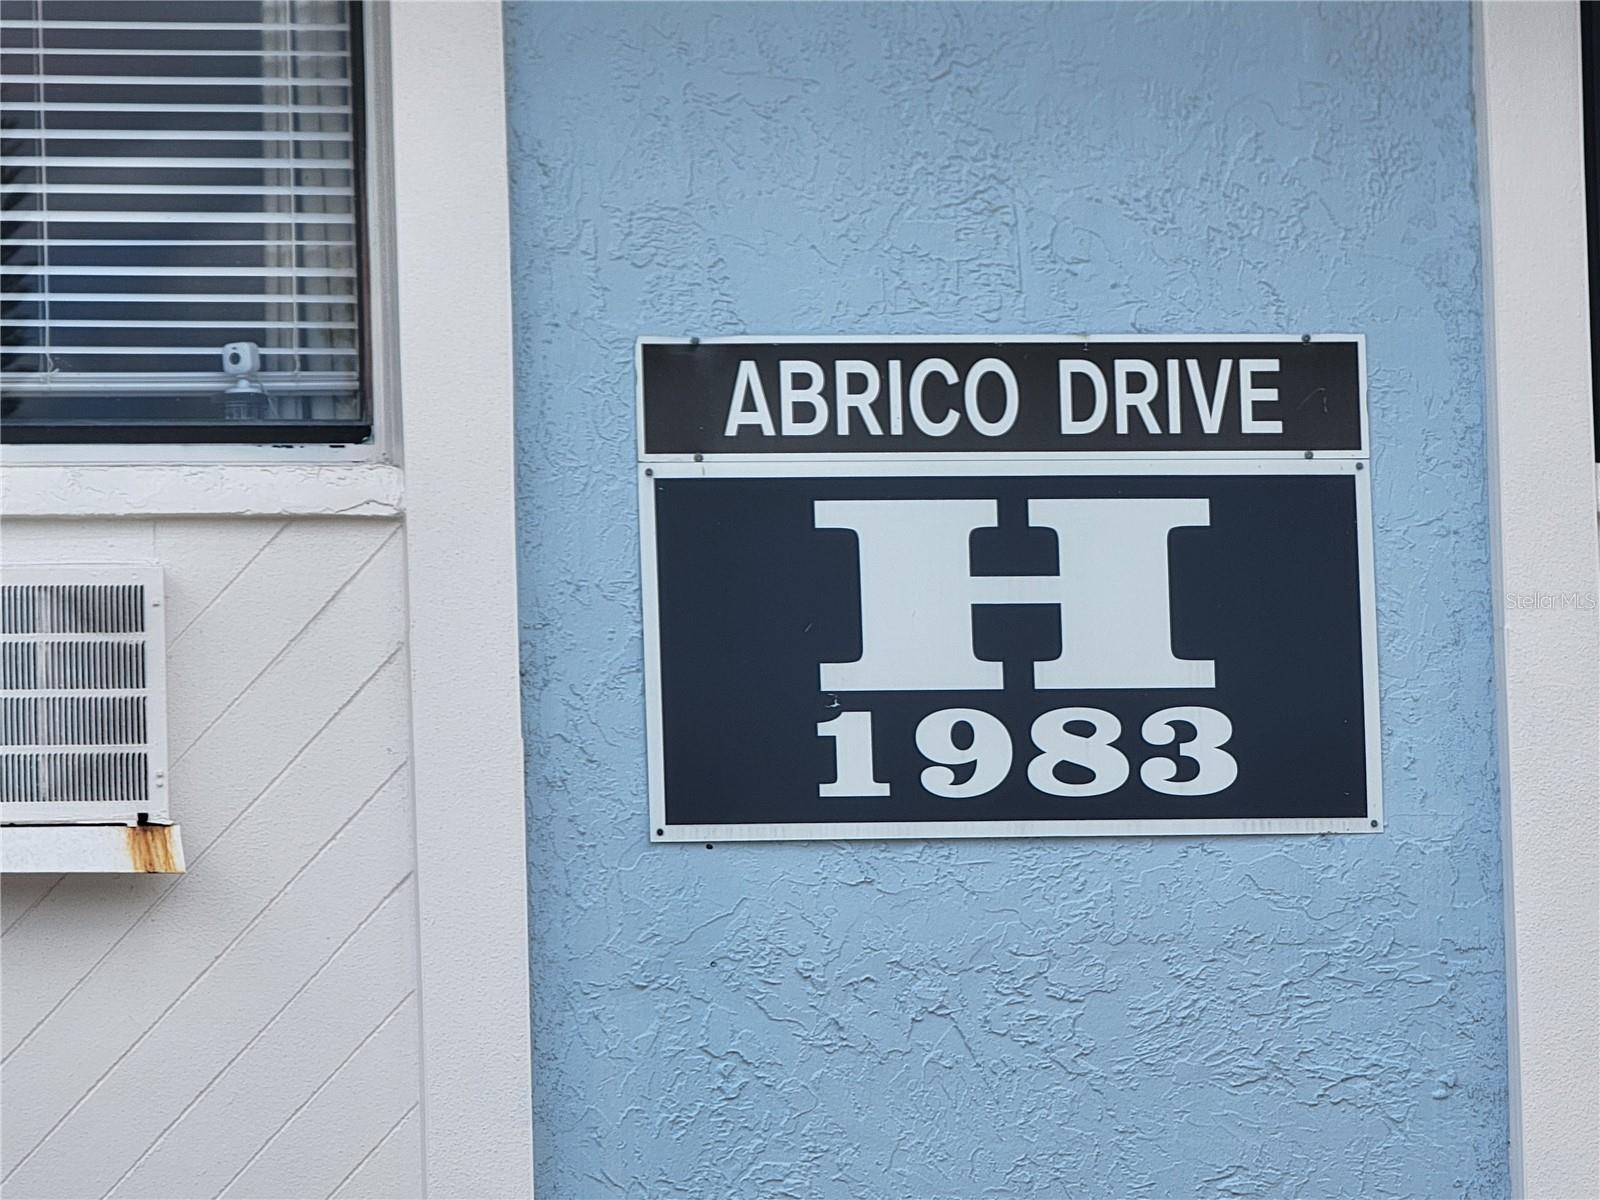 ABRICO DRIVE
H
1983
Stellar MLS